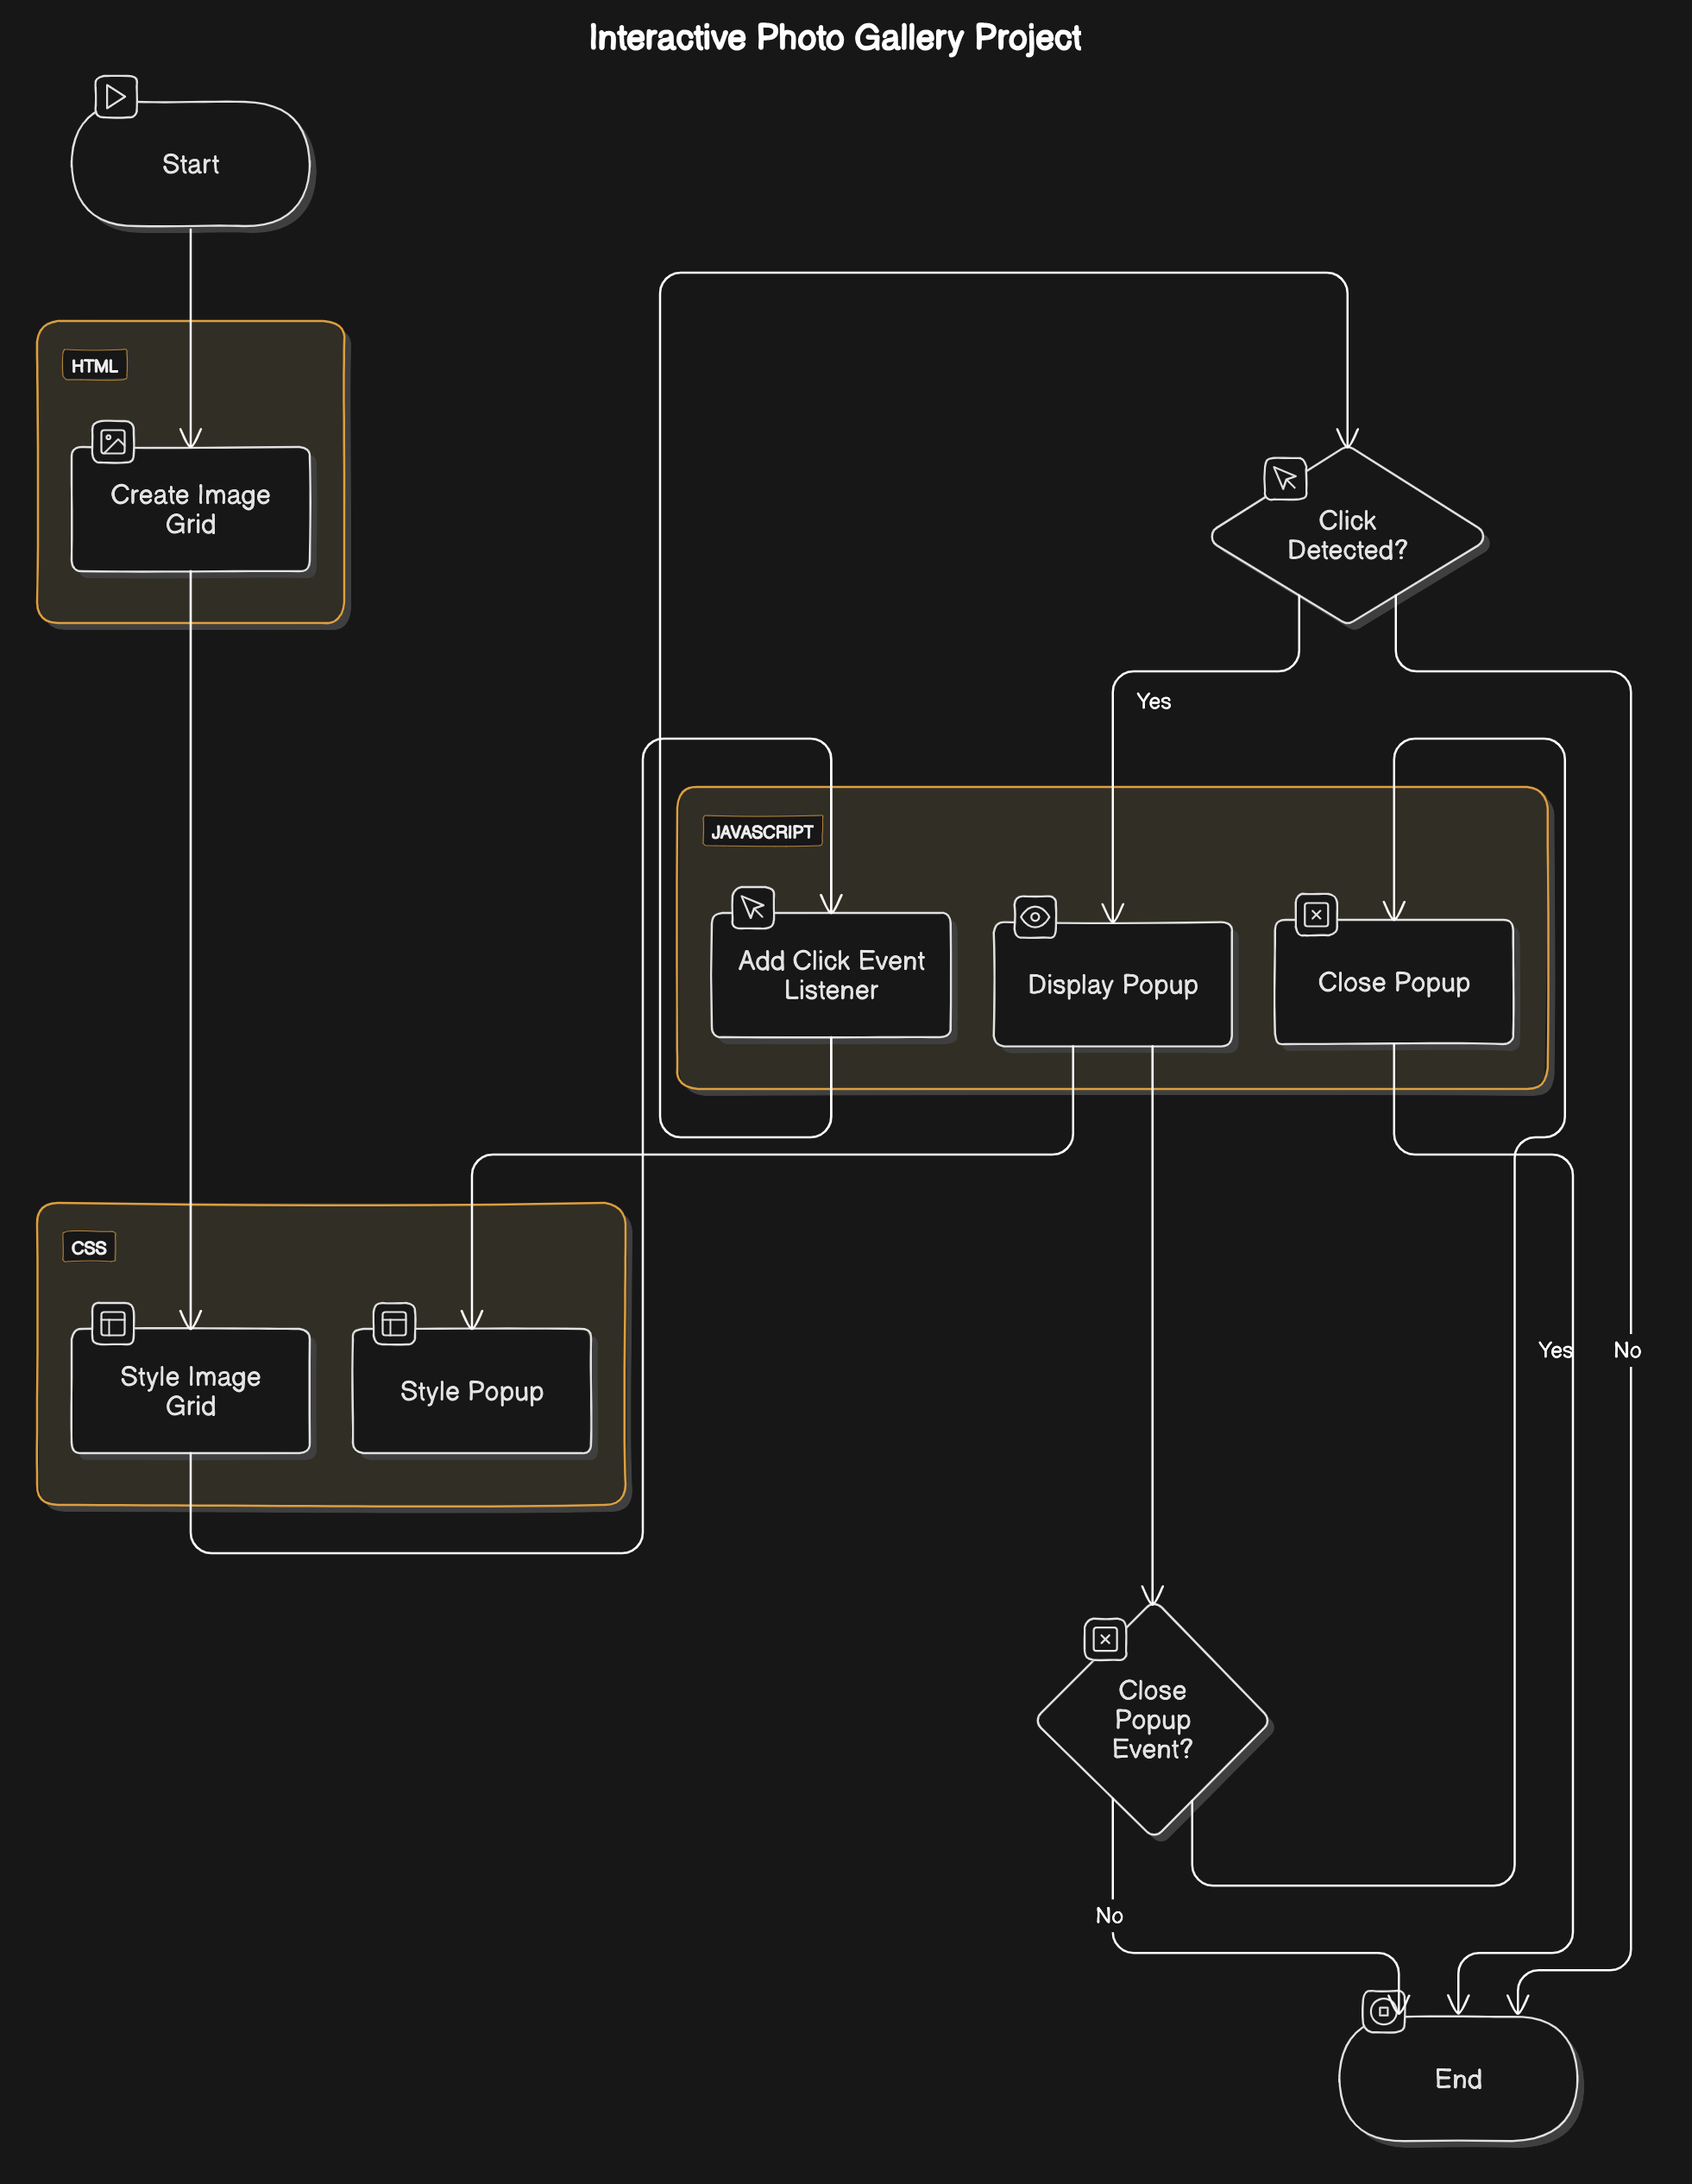 Interactive Photo Gallery Project
Start
HTML
Create Image
Grid
Click
Detected?
Yes
JAVASCRIPT
Add Click Event
Listener
Display Popup
Close Popup
CSS
Style Image
Grid
Style Popup
Yes
No
Close
Popup
Event?
No
End